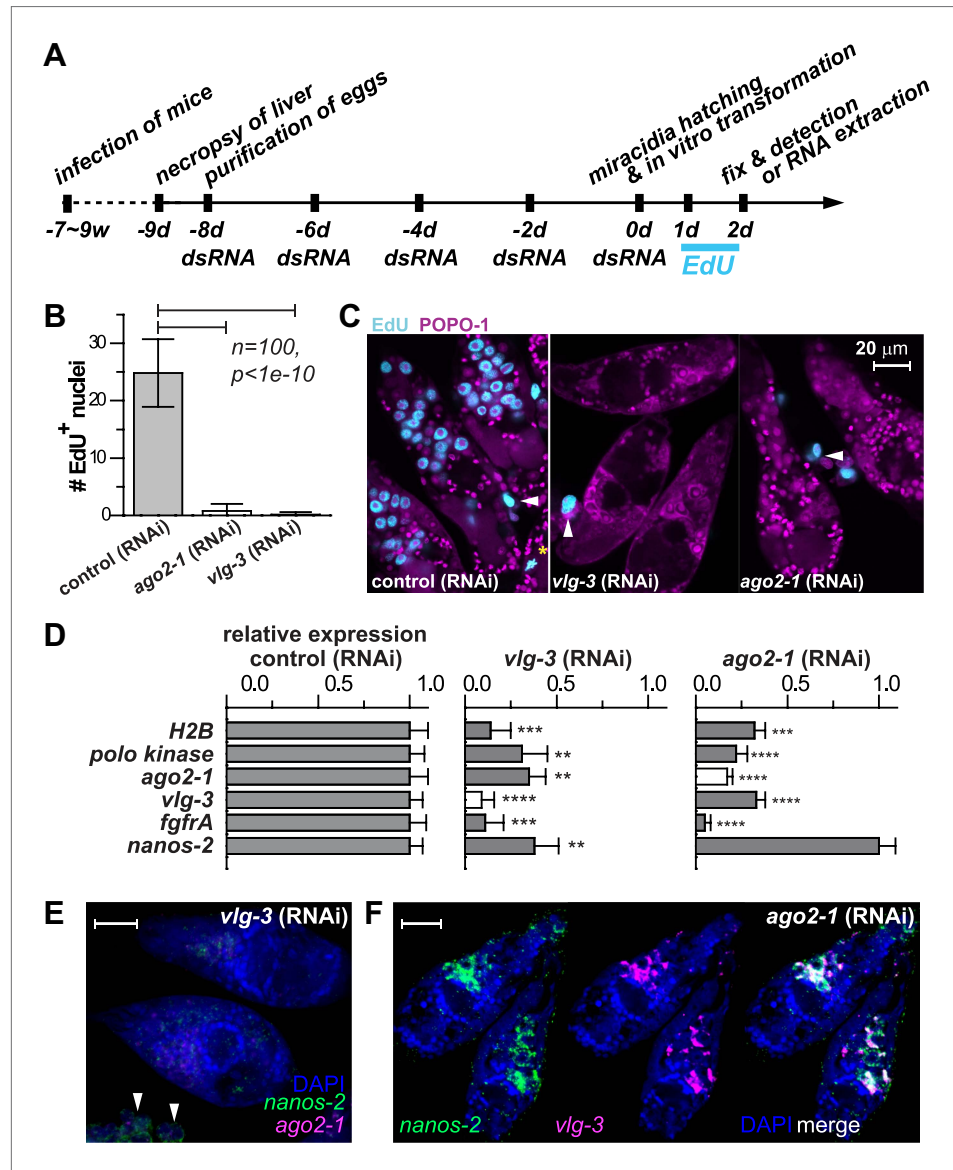 A
infection of mice
necropsy of liver
purification of eggs
miracidia hatching
& in vitro transformation
fix & detection
or RNA extraction
-7~9w -9d -8d -6d -4d -2d 0d 1d 2d
dsRNA dsRNA dsRNA dsRNA dsRNA EdU
B
# EdU+ nuclei
30
20
10
0
n=100,
p<1e-10
control (RNAi)
ago2-1 (RNAi)
vlg-3 (RNAi)
C
EdU POPO-1
20 µm
*
control (RNAi) vlg-3 (RNAi) ago2-1 (RNAi)
D
relative expression
control (RNAi) vlg-3 (RNAi) ago2-1 (RNAi)
0.0 0.5 1.0 0.0 0.5 1.0 0.0 0.5 1.0
H2B *** ***
polo kinase ** ****
ago2-1 ** ****
vlg-3 **** ****
fgfrA *** ****
nanos-2 **
E
vlg-3 (RNAi)
DAPI
nanos-2
ago2-1
F
ago2-1 (RNAi)
nanos-2 vlg-3 DAPI merge